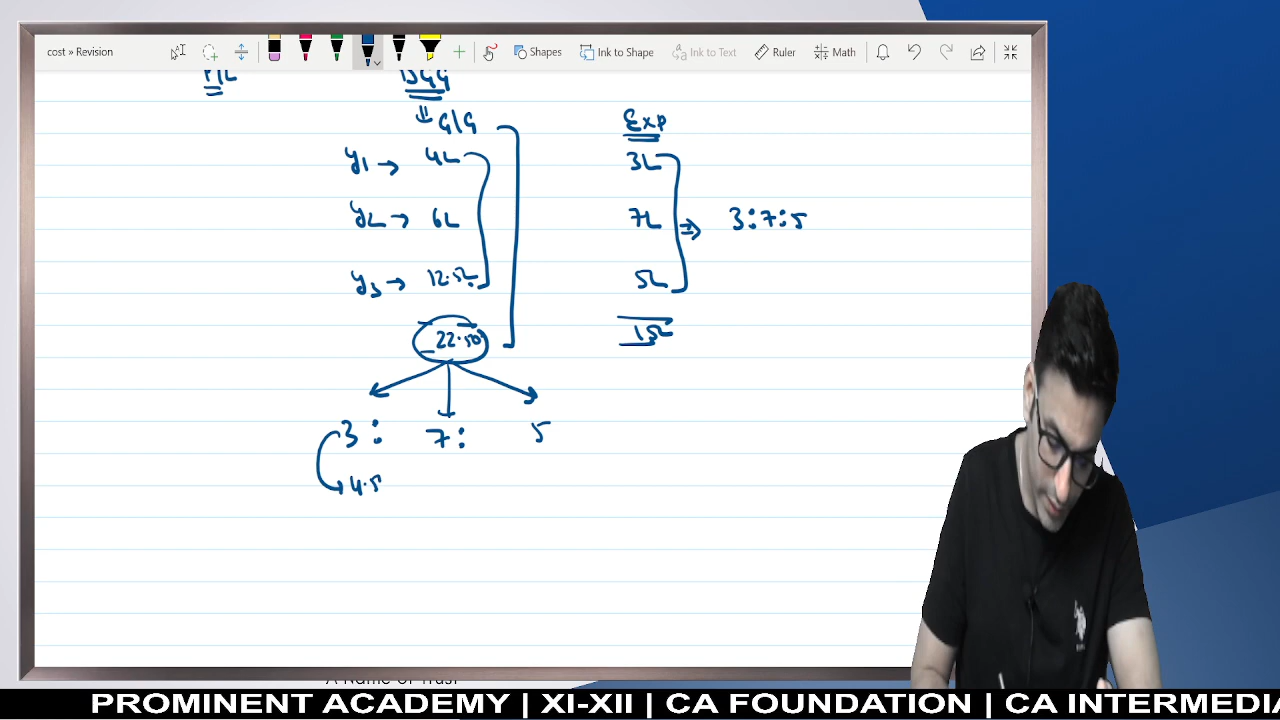 cost » Revision
Shapes
Ink to Shape
Ink to Text
Ruler
Math
P/L
G/G
Exp
y1 → 4L
3L
y2 → 6L
7L
⇒ 3:7:5
y3 → 12.5L
5L
22.50
15L
3 : 7 : 5
4.5
PROMINENT ACADEMY | XI-XII | CA FOUNDATION | CA INTERMEDIA